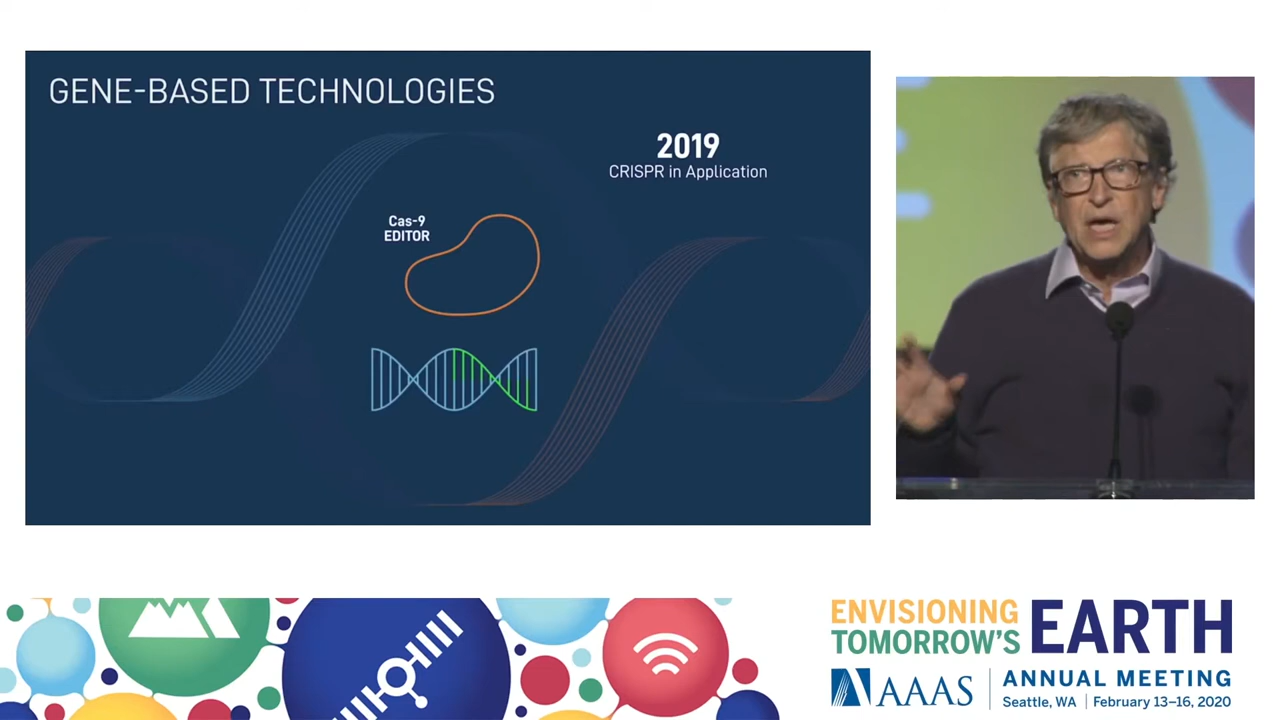 GENE-BASED TECHNOLOGIES
2019
CRISPR in Application
Cas-9
EDITOR
ENVISIONING
TOMORROW'S
EARTH
AAAS
ANNUAL MEETING
Seattle, WA | February 13–16, 2020